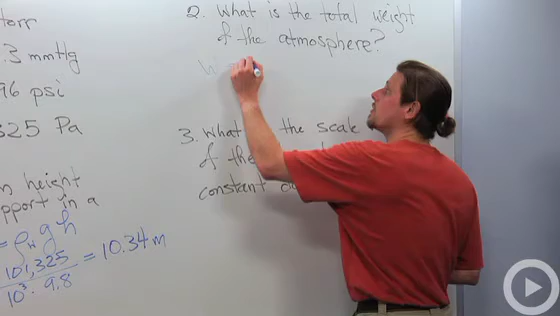 torr
.3 mmHg
96 psi
325 Pa
height
pport in a
= ρw g h
101,325
10³ · 9.8
= 10.34 m
2. What is the total weight
of the atmosphere?
W
3. What the scale
of the
constant